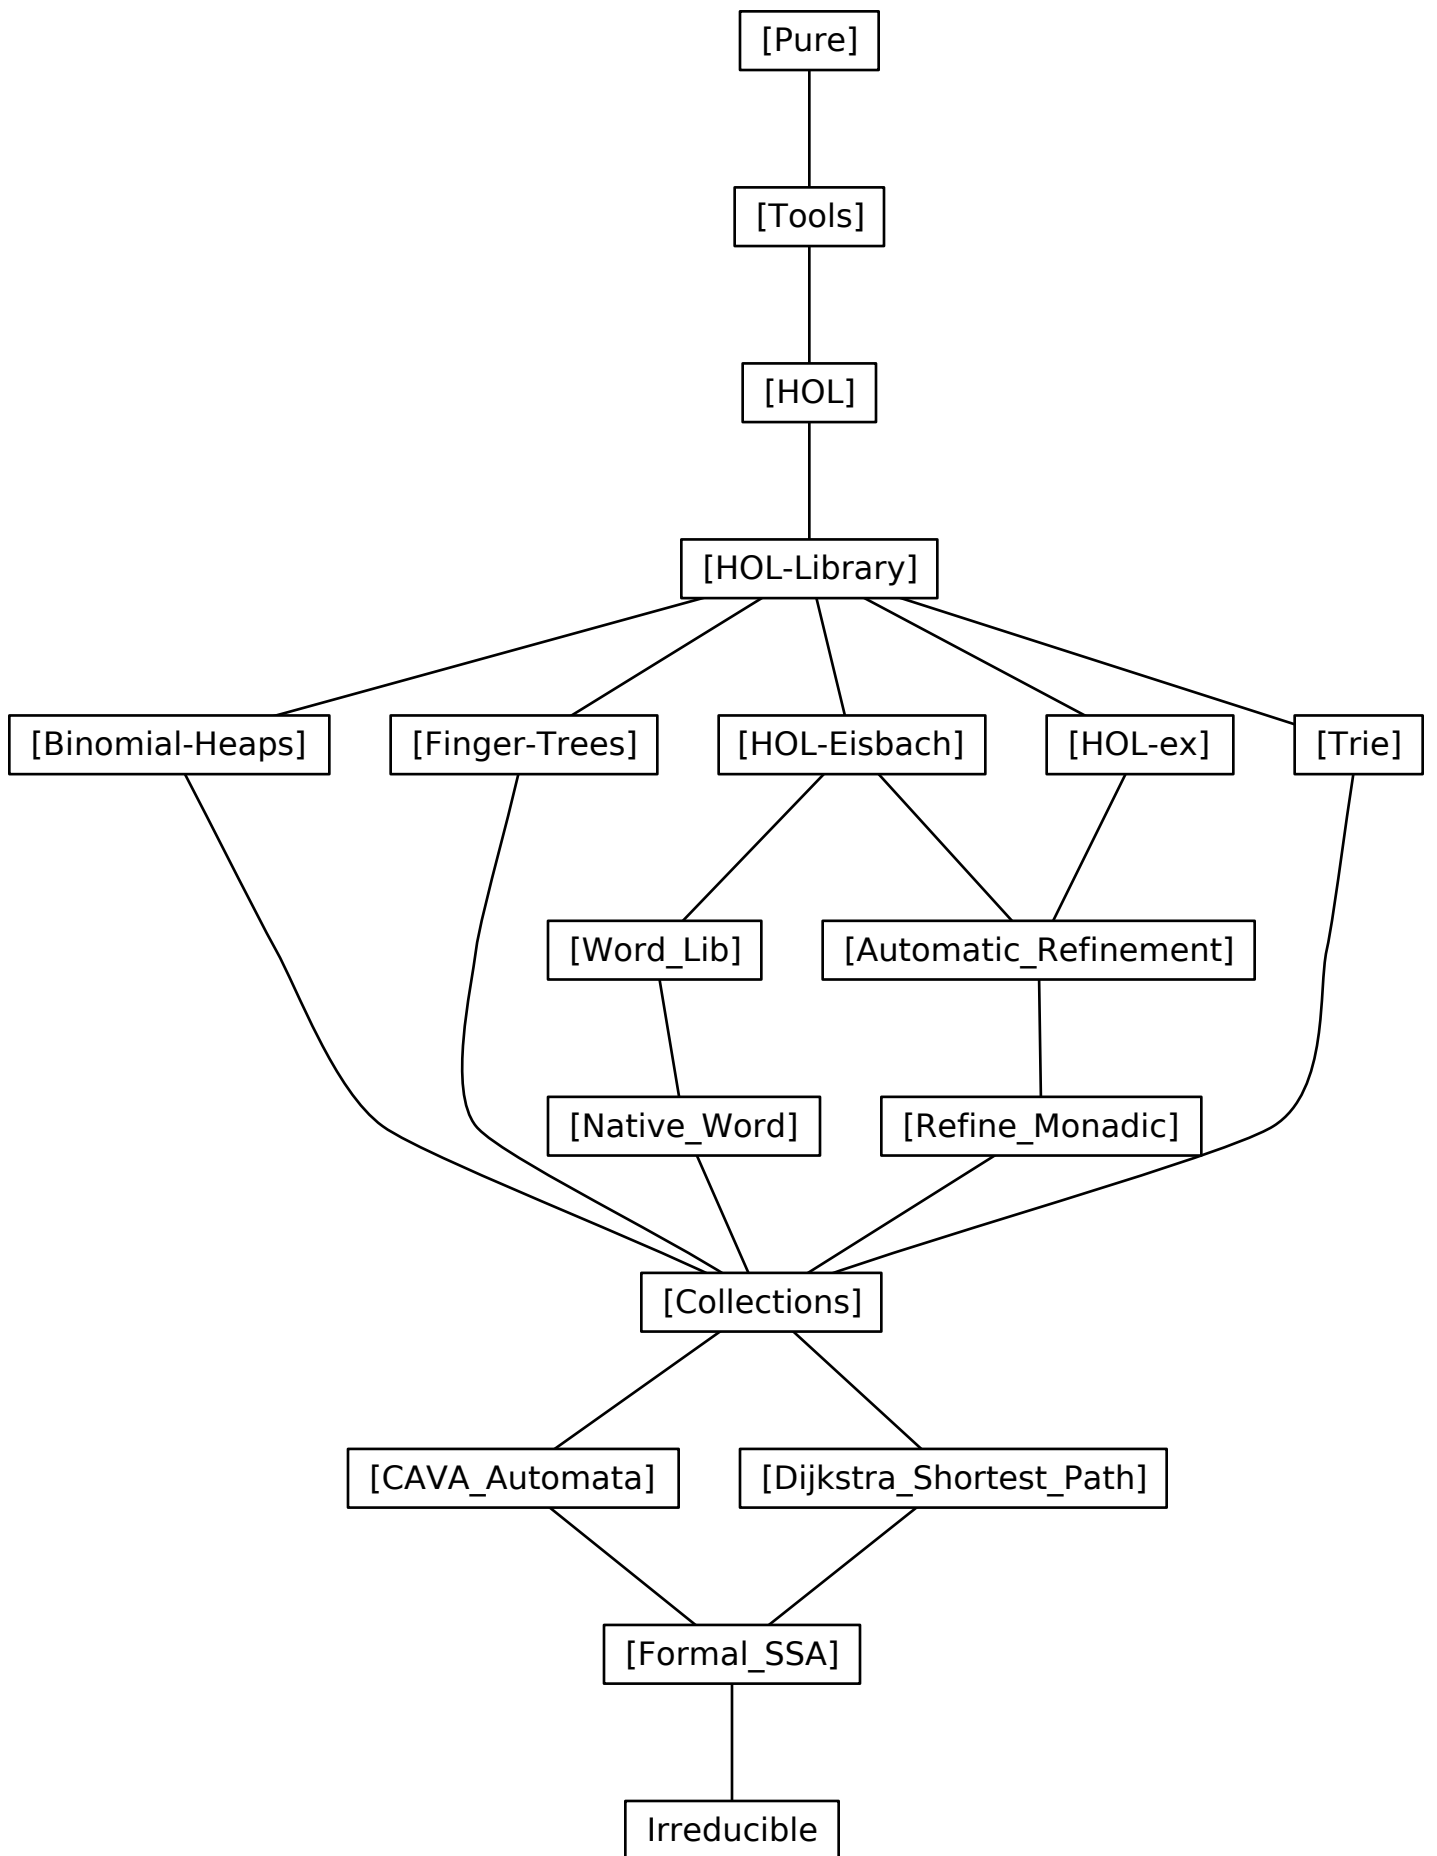 [Pure]
[Tools]
[HOL]
[HOL-Library]
[Binomial-Heaps]
[Finger-Trees]
[HOL-Eisbach]
[HOL-ex]
[Trie]
[Word_Lib]
[Automatic_Refinement]
[Native_Word]
[Refine_Monadic]
[Collections]
[CAVA_Automata]
[Dijkstra_Shortest_Path]
[Formal_SSA]
Irreducible